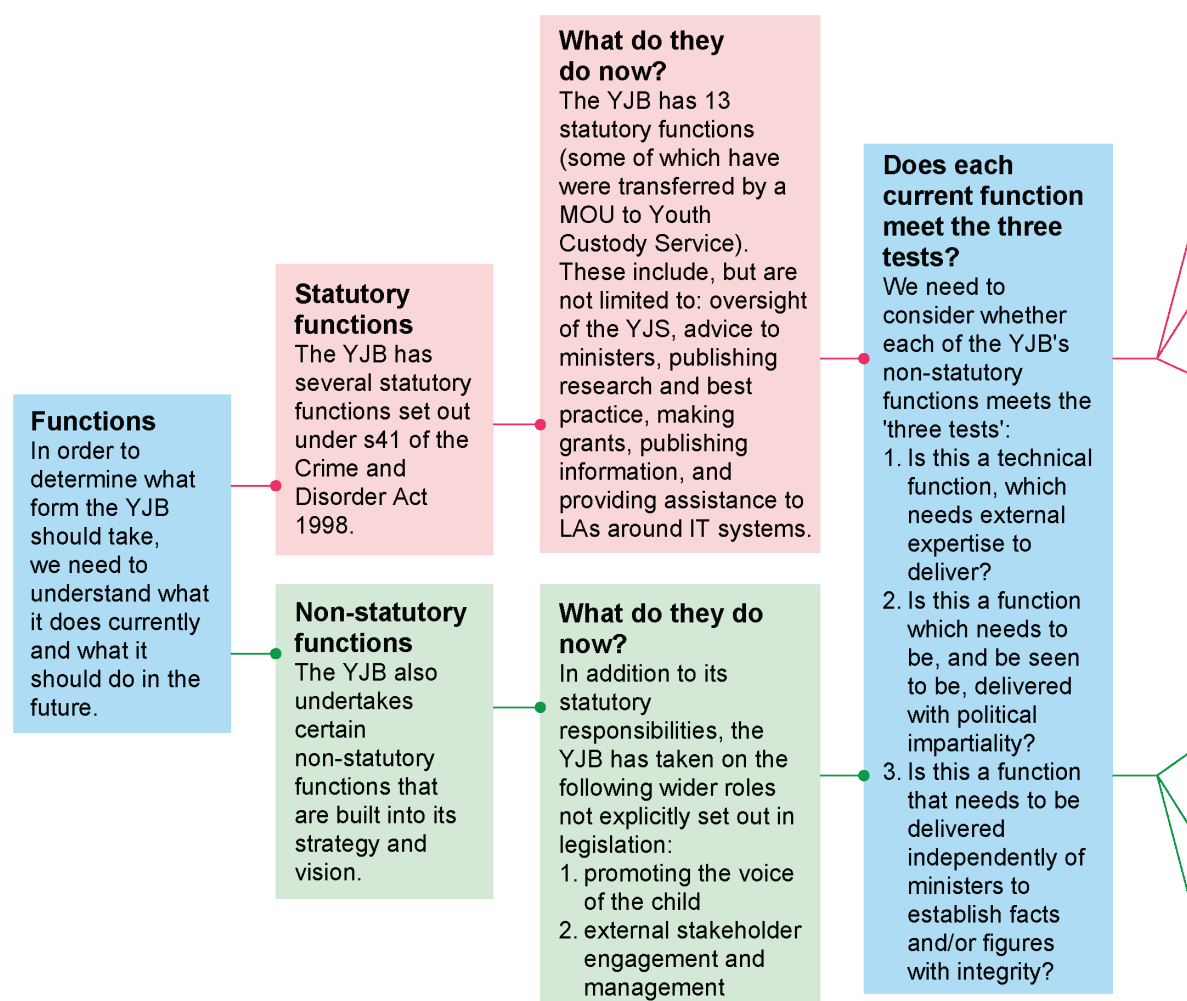 Functions
In order to
determine what
form the YJB
should take,
we need to
understand what
it does currently
and what it
should do in the
future.
Statutory
functions
The YJB has
several statutory
functions set out
under s41 of the
Crime and
Disorder Act
1998.
Non-statutory
functions
The YJB also
undertakes
certain
non-statutory
functions that
are built into its
strategy and
vision.
What do they
do now?
The YJB has 13
statutory functions
(some of which have
were transferred by a
MOU to Youth
Custody Service).
These include, but are
not limited to: oversight
of the YJS, advice to
ministers, publishing
research and best
practice, making
grants, publishing
information, and
providing assistance to
LAs around IT systems.
What do they do
now?
In addition to its
statutory
responsibilities, the
YJB has taken on the
following wider roles
not explicitly set out in
legislation:
1. promoting the voice
of the child
2. external stakeholder
engagement and
management
Does each
current function
meet the three
tests?
We need to
consider whether
each of the YJB's
non-statutory
functions meets the
'three tests':
1. Is this a technical
function, which
needs external
expertise to
deliver?
2. Is this a function
which needs to
be, and be seen
to be, delivered
with political
impartiality?
3. Is this a function
that needs to be
delivered
independently of
ministers to
establish facts
and/or figures
with integrity?